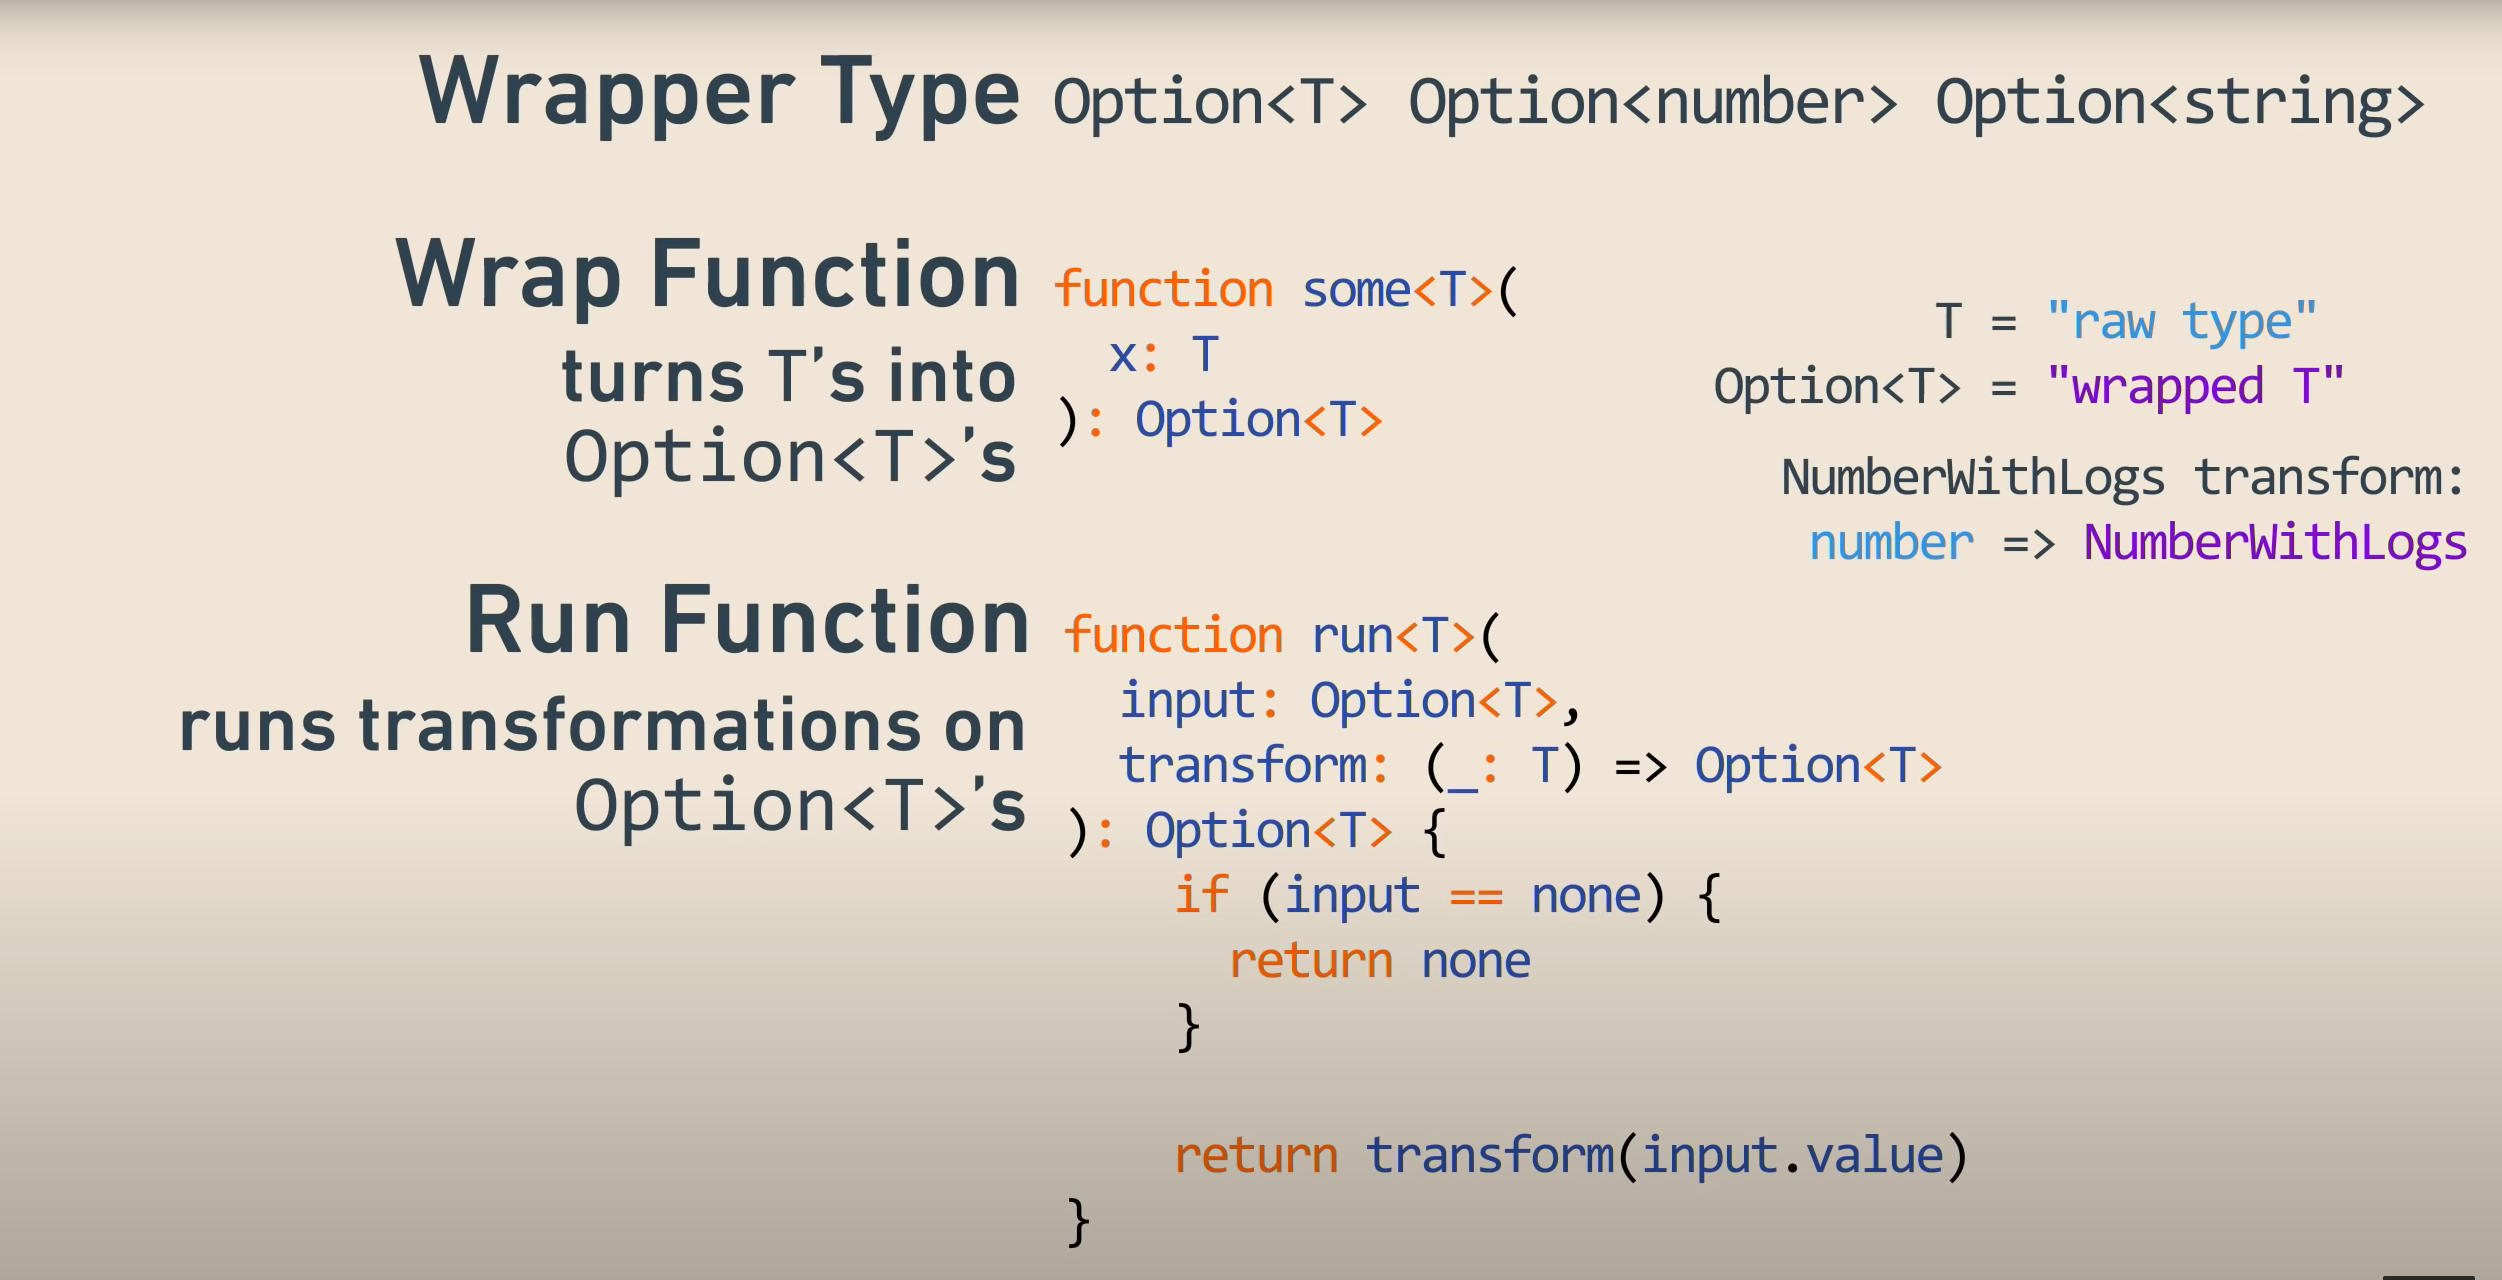 Wrapper Type Option<T> Option<number> Option<string>
Wrap Function
turns T's into
Option<T>'s
function some<T>(
  x: T
): Option<T>
T = "raw type"
Option<T> = "wrapped T"
NumberWithLogs transform:
number => NumberWithLogs
Run Function
runs transformations on
Option<T>'s
function run<T>(
  input: Option<T>,
  transform: (_: T) => Option<T>
): Option<T> {
    if (input == none) {
      return none
    }
    return transform(input.value)
}